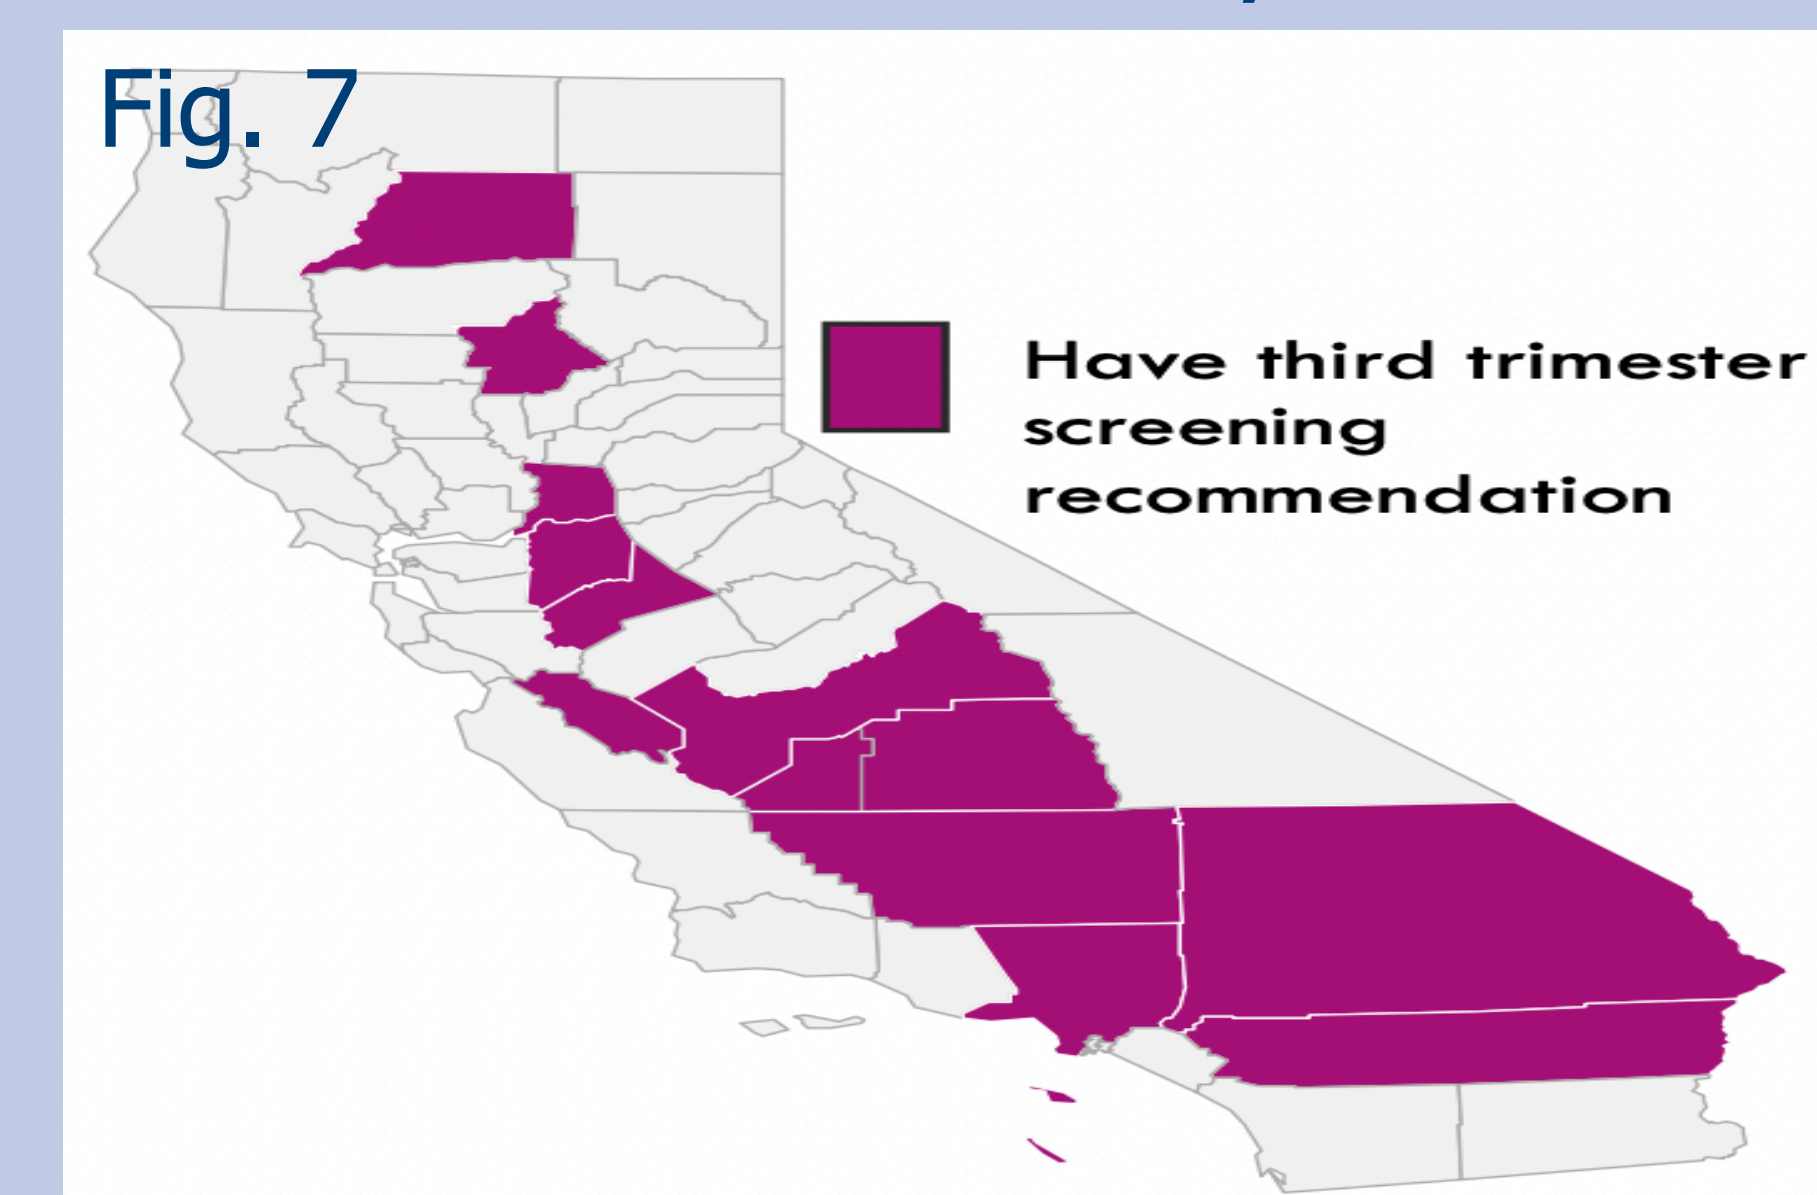 Fig. 7
Have third trimester
screening
recommendation